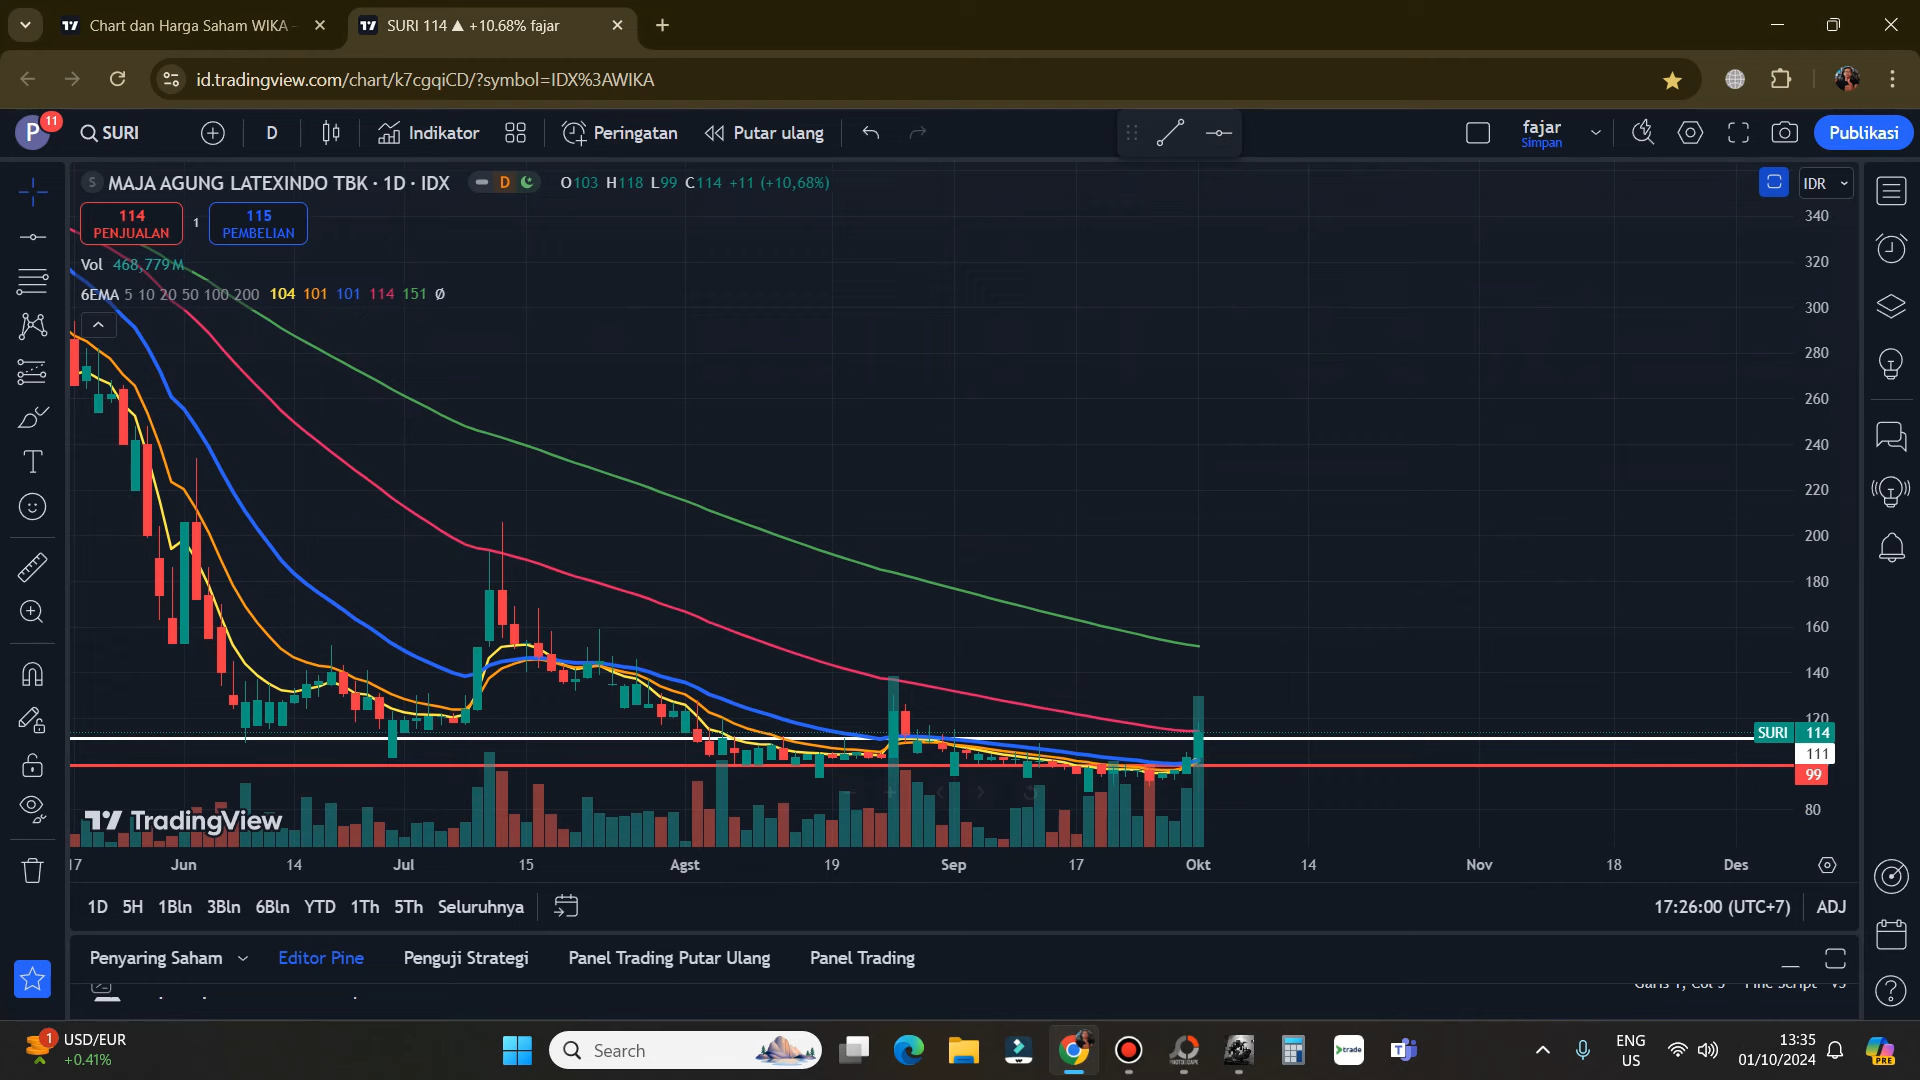 Chart dan Harga Saham WIKA -
SURI 114 ▲ +10.68% fajar
id.tradingview.com/chart/k7cgqiCD/?symbol=IDX%3AWIKA
P 11 SURI D Indikator Peringatan Putar ulang fajar Simpan Publikasi
S MAJA AGUNG LATEXINDO TBK · 1D · IDX D O103 H118 L99 C114 +11 (+10,68%) IDR
114 PENJUALAN 1 115 PEMBELIAN
Vol 468,779M
6EMA 5 10 20 50 100 200 104 101 101 114 151 Ø
340
320
300
280
260
240
220
200
180
160
140
120
SURI 114
111
99
80
TradingView
17 Jun 14 Jul 15 Agst 19 Sep 17 Okt 14 Nov 18 Des
1D 5H 1Bln 3Bln 6Bln YTD 1Th 5Th Seluruhnya 17:26:00 (UTC+7) ADJ
Penyaring Saham Editor Pine Penguji Strategi Panel Trading Putar Ulang Panel Trading
1 USD/EUR
+0.41%
Search
trade
ENG
US
13:35
01/10/2024
PRE